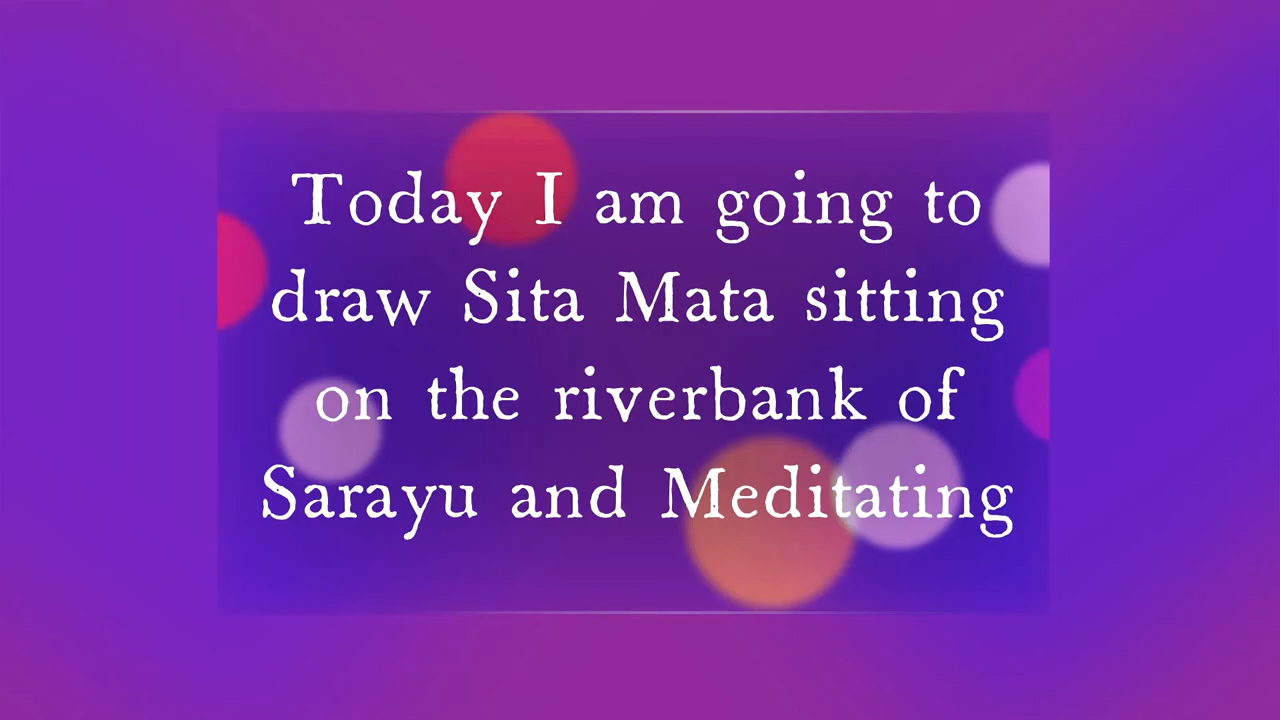 Today I am going to
draw Sita Mata sitting
on the riverbank of
Sarayu and Meditating